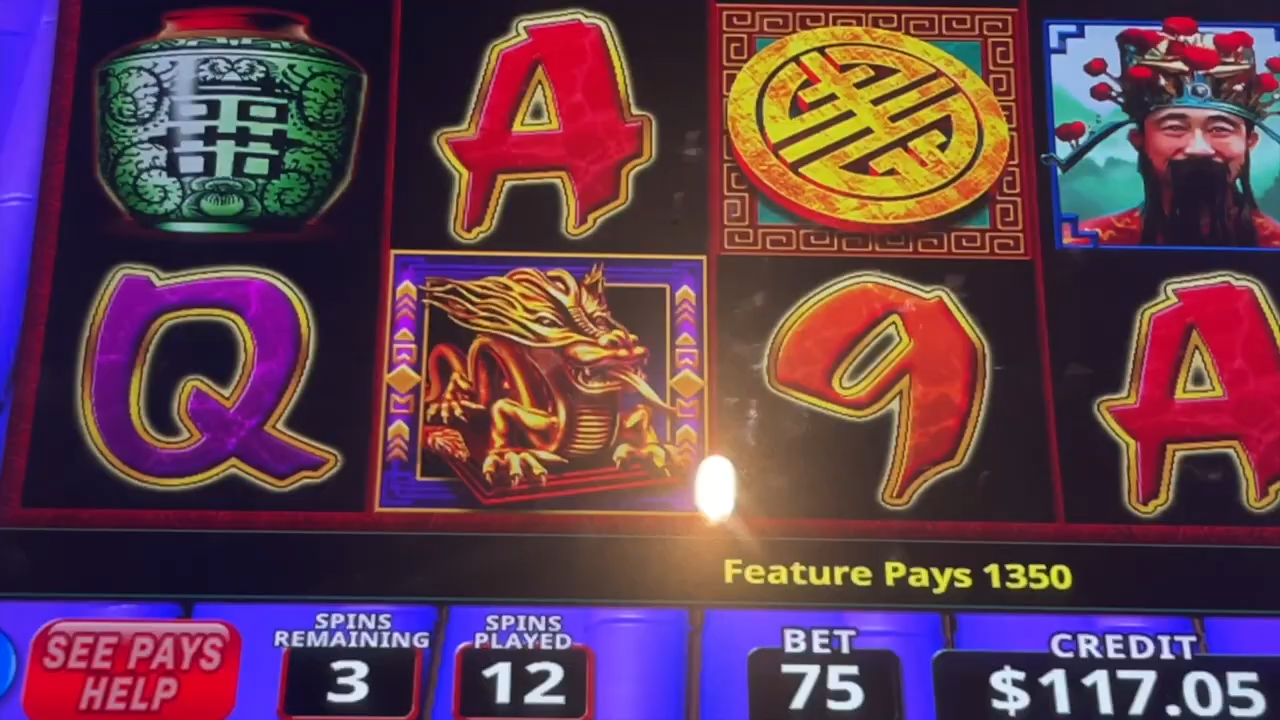 A
Q
9
A
Feature Pays 1350
SEE PAYS
HELP
SPINS
REMAINING
3
SPINS
PLAYED
12
BET
75
CREDIT
$117.05